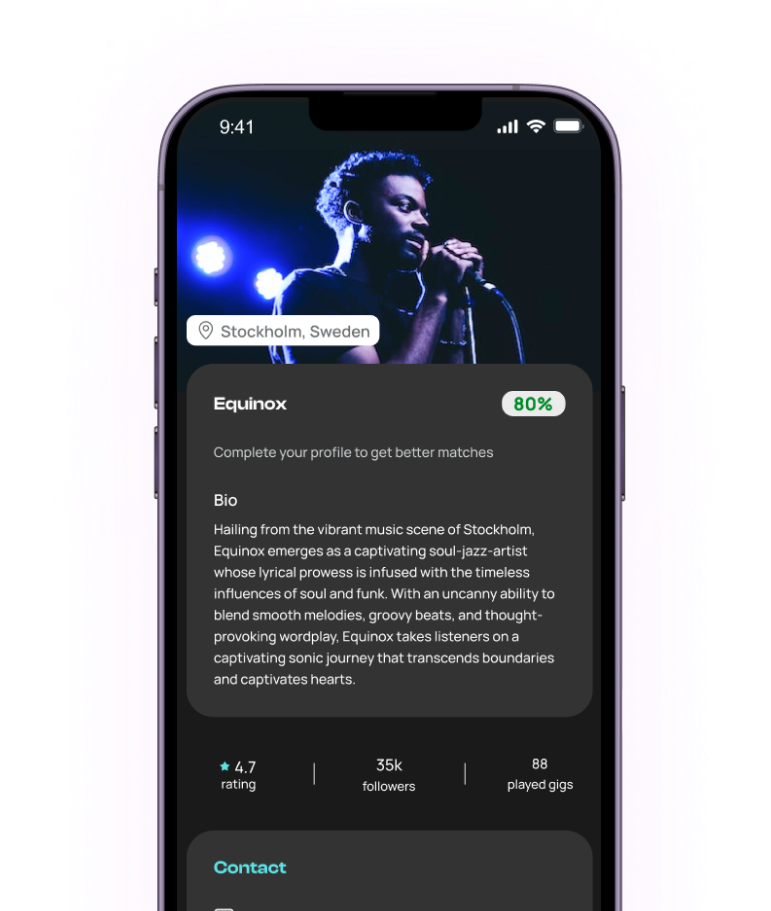 9:41
Stockholm, Sweden
Equinox
80%
Complete your profile to get better matches
Bio
Hailing from the vibrant music scene of Stockholm,
Equinox emerges as a captivating soul-jazz-artist
whose lyrical prowess is infused with the timeless
influences of soul and funk. With an uncanny ability to
blend smooth melodies, groovy beats, and thought-
provoking wordplay, Equinox takes listeners on a
captivating sonic journey that transcends boundaries
and captivates hearts.
4.7
rating
35k
followers
88
played gigs
Contact